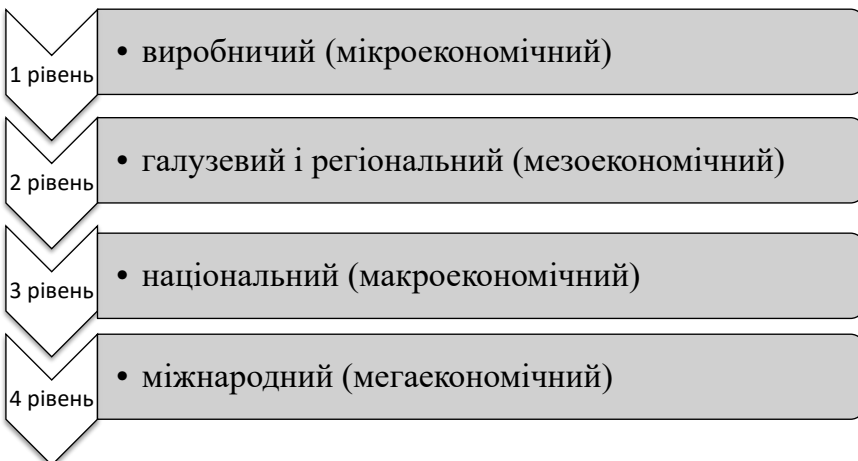 1 рівень
• виробничий (мікроекономічний)
2 рівень
• галузевий і регіональний (мезоекономічний)
3 рівень
• національний (макроекономічний)
4 рівень
• міжнародний (мегаекономічний)